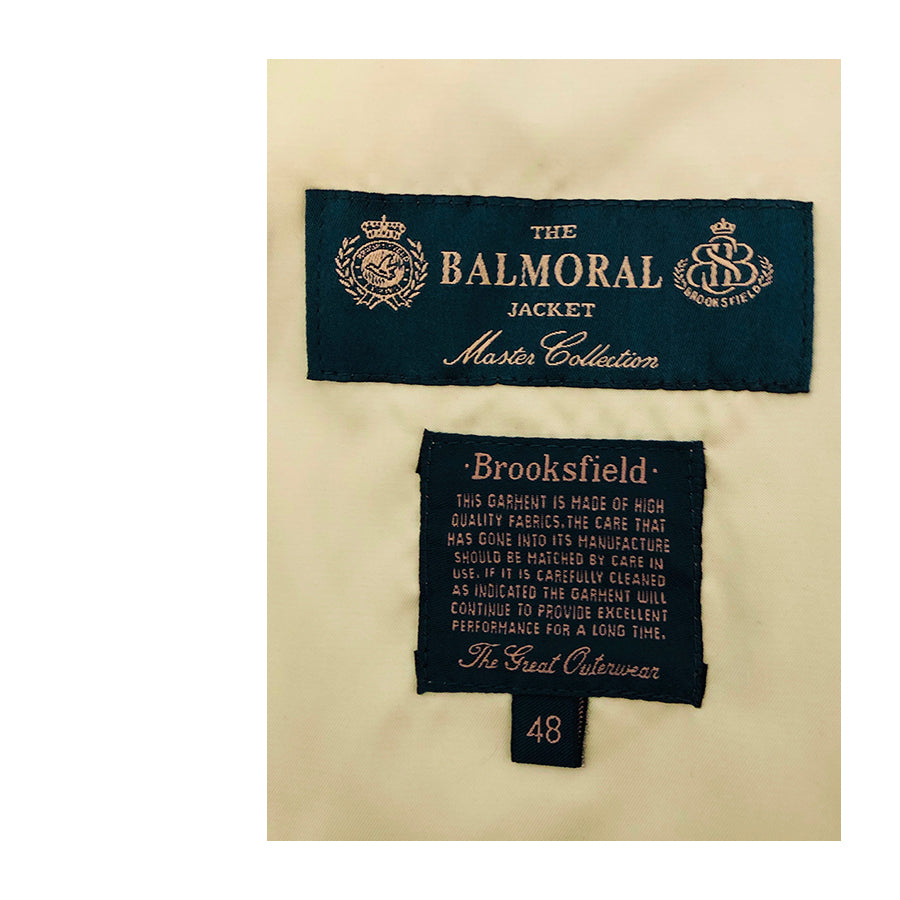 THE
BALMORAL
JACKET
Master Collection
BROOKSFIELD
·Brooksfield·
THIS GARMENT IS MADE OF HIGH
QUALITY FABRICS. THE CARE THAT
HAS GONE INTO ITS MANUFACTURE
SHOULD BE MATCHED BY CARE IN
USE. IF IT IS CAREFULLY CLEANED
AS INDICATED THE GARMENT WILL
CONTINUE TO PROVIDE EXCELLENT
PERFORMANCE FOR A LONG TIME.
The Great Outerwear
48